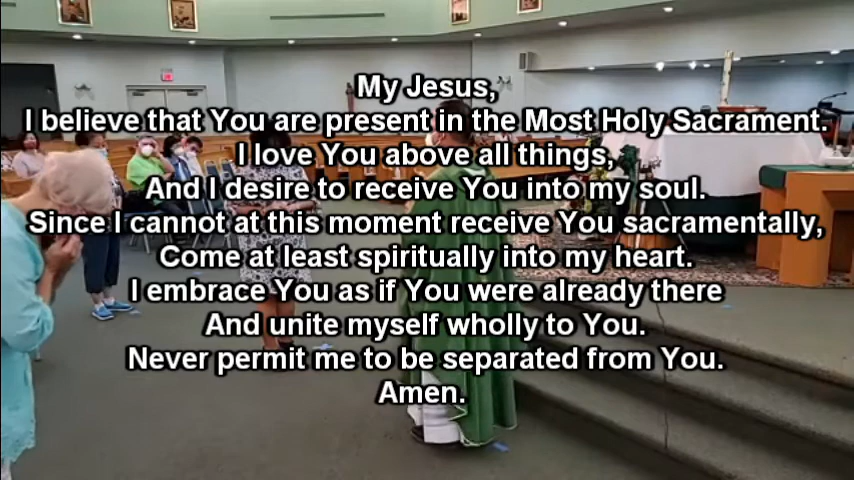 My Jesus,
I believe that You are present in the Most Holy Sacrament.
I love You above all things,
And I desire to receive You into my soul.
Since I cannot at this moment receive You sacramentally,
Come at least spiritually into my heart.
I embrace You as if You were already there
And unite myself wholly to You.
Never permit me to be separated from You.
Amen.